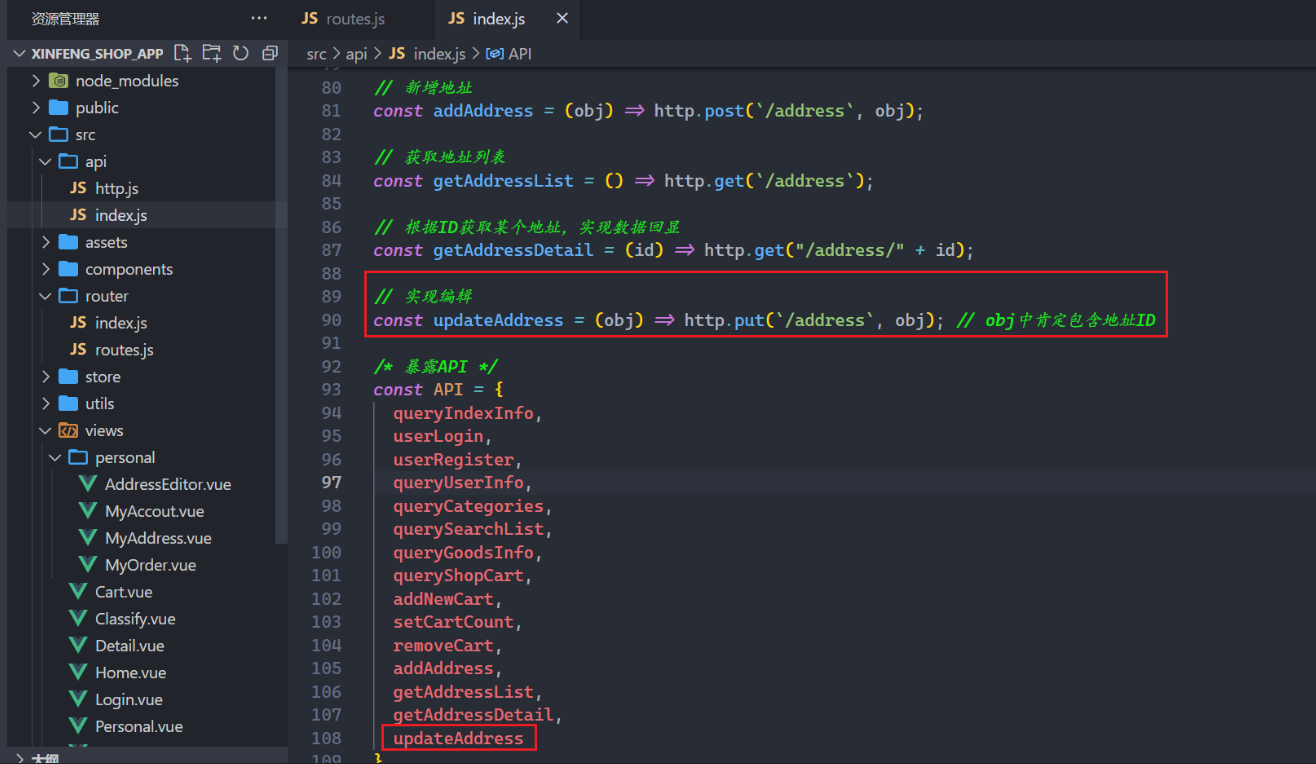 资源管理器
···
JS routes.js
JS index.js ×
XINFENG_SHOP_APP
src > api > JS index.js > API
node_modules
public
src
api
JS http.js
JS index.js
assets
components
router
JS index.js
JS routes.js
store
utils
views
personal
AddressEditor.vue
MyAccout.vue
MyAddress.vue
MyOrder.vue
Cart.vue
Classify.vue
Detail.vue
Home.vue
Login.vue
Personal.vue
大纲
80 // 新增地址
81 const addAddress = (obj) => http.post(`/address`, obj);
82
83 // 获取地址列表
84 const getAddressList = () => http.get(`/address`);
85
86 // 根据ID获取某个地址, 实现数据回显
87 const getAddressDetail = (id) => http.get("/address/" + id);
88
89 // 实现编辑
90 const updateAddress = (obj) => http.put(`/address`, obj); // obj中肯定包含地址ID
91
92 /* 暴露API */
93 const API = {
94 queryIndexInfo,
95 userLogin,
96 userRegister,
97 queryUserInfo,
98 queryCategories,
99 querySearchList,
100 queryGoodsInfo,
101 queryShopCart,
102 addNewCart,
103 setCartCount,
104 removeCart,
105 addAddress,
106 getAddressList,
107 getAddressDetail,
108 updateAddress
109 }